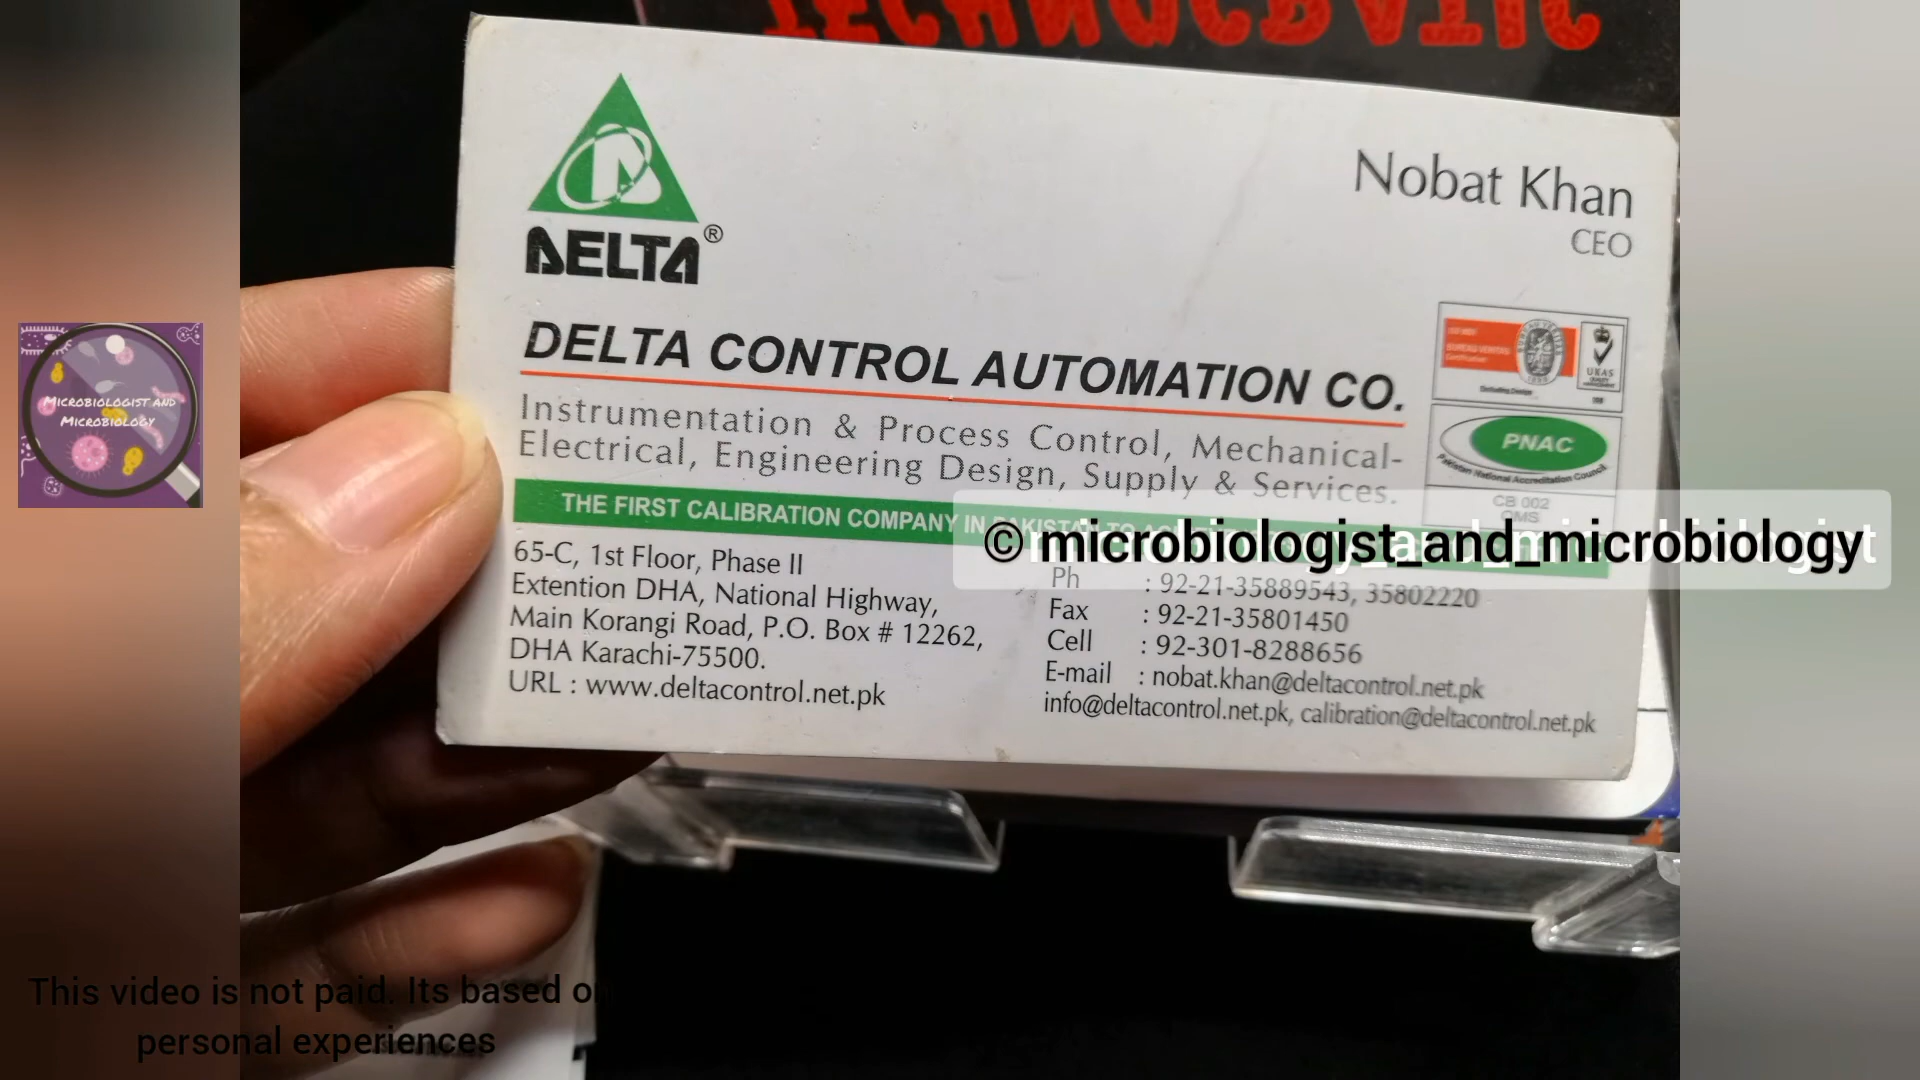 TECHNOCRATIC
DELTA®
Nobat Khan
CEO
DELTA CONTROL AUTOMATION CO.
Instrumentation & Process Control, Mechanical-
Electrical, Engineering Design, Supply & Services.
BUREAU VERITAS
Certification
UKAS
PNAC
Pakistan National Accreditation Council
CB 002
QMS
THE FIRST CALIBRATION COMPANY IN PAKISTAN TO
65-C, 1st Floor, Phase II
Extention DHA, National Highway,
Main Korangi Road, P.O. Box # 12262,
DHA Karachi-75500.
URL : www.deltacontrol.net.pk
Ph : 92-21-35889543, 35802220
Fax : 92-21-35801450
Cell : 92-301-8288656
E-mail : nobat.khan@deltacontrol.net.pk
info@deltacontrol.net.pk, calibration@deltacontrol.net.pk
© microbiologist_and_microbiology
Microbiologist and
Microbiology
This video is not paid. Its based on
personal experiences